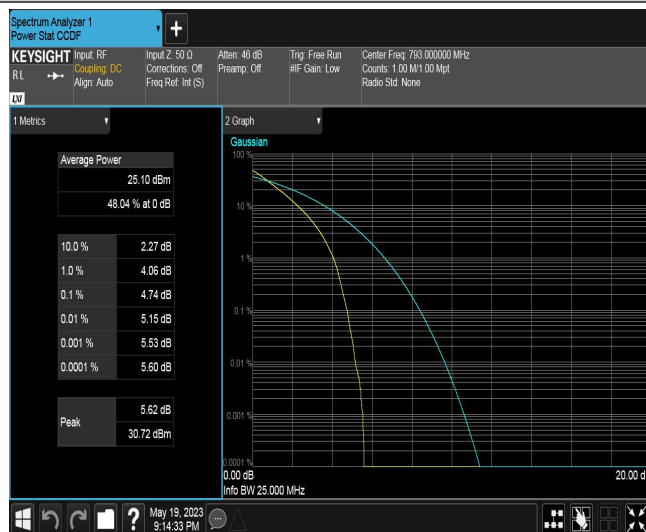 Spectrum Analyzer 1
Power Stat CCDF
+
KEYSIGHT
RL
LXI
Input: RF
Coupling: DC
Align: Auto
Input Z: 50 Ω
Corrections: Off
Freq Ref: Int (S)
Atten: 46 dB
Preamp: Off
Trig: Free Run
#IF Gain: Low
Center Freq: 793.000000 MHz
Counts: 1.00 M/1.00 Mpt
Radio Std: None
1 Metrics
Average Power
25.10 dBm
48.04 % at 0 dB
10.0 % 2.27 dB
1.0 % 4.06 dB
0.1 % 4.74 dB
0.01 % 5.15 dB
0.001 % 5.53 dB
0.0001 % 5.60 dB
Peak
5.62 dB
30.72 dBm
2 Graph
Gaussian
100 %
10 %
1 %
0.1 %
0.01 %
0.001 %
0.0001 %
0.00 dB
20.00 d
Info BW 25.000 MHz
?
May 19, 2023
9:14:33 PM